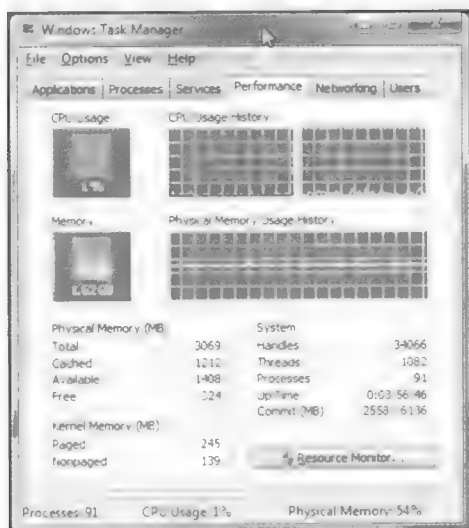 Windows Task Manager
File Options View Help
Applications Processes Services Performance Networking Users
CPU Usage CPU Usage History
1 %
Memory Physical Memory Usage History
Physical Memory (MB)
Total 3069
Cached 1212
Available 1408
Free 324
System
Handles 34066
Threads 1082
Processes 91
Up Time 0:03:56:46
Commit (MB) 2558 6136
Kernel Memory (MB)
Paged 245
Nonpaged 139
Resource Monitor...
Processes: 91 CPU Usage: 1% Physical Memory: 54%